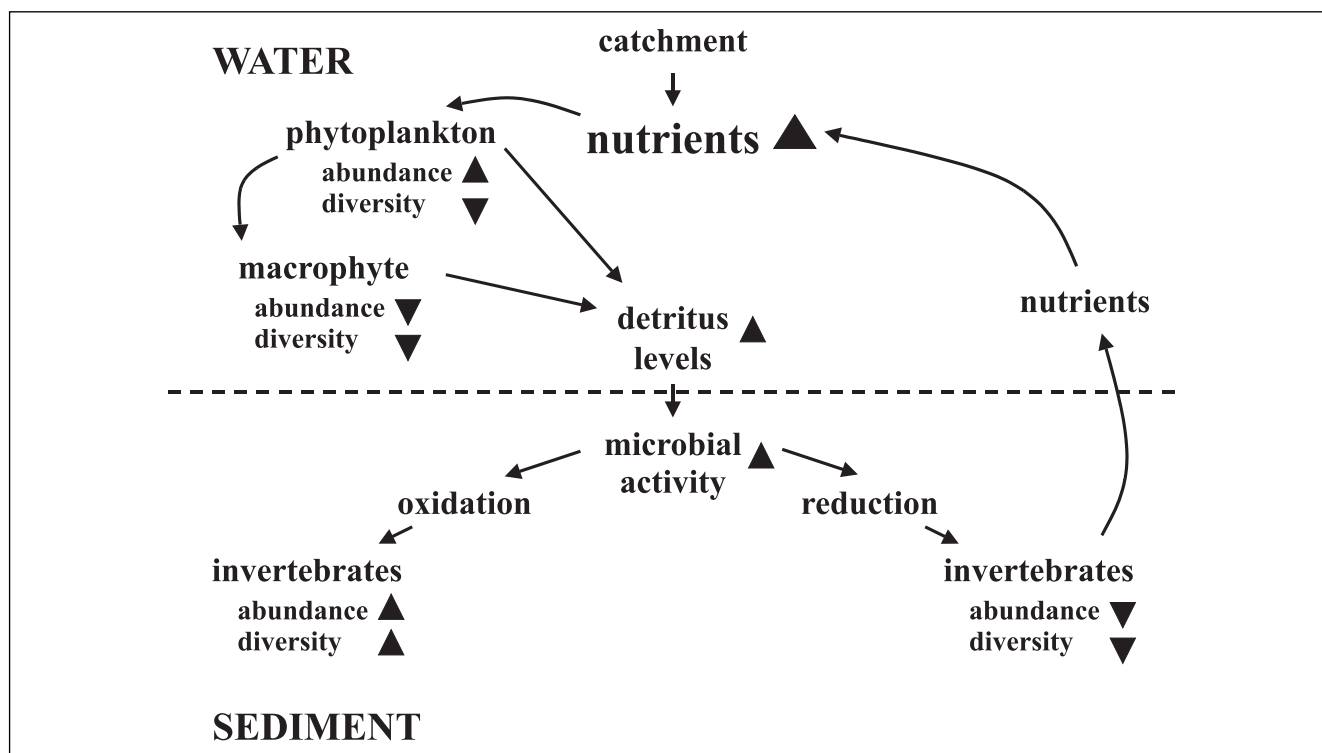 WATER
catchment
nutrients
phytoplankton
abundance
diversity
macrophyte
abundance
diversity
detritus
levels
nutrients
microbial
activity
oxidation
reduction
invertebrates
abundance
diversity
invertebrates
abundance
diversity
SEDIMENT